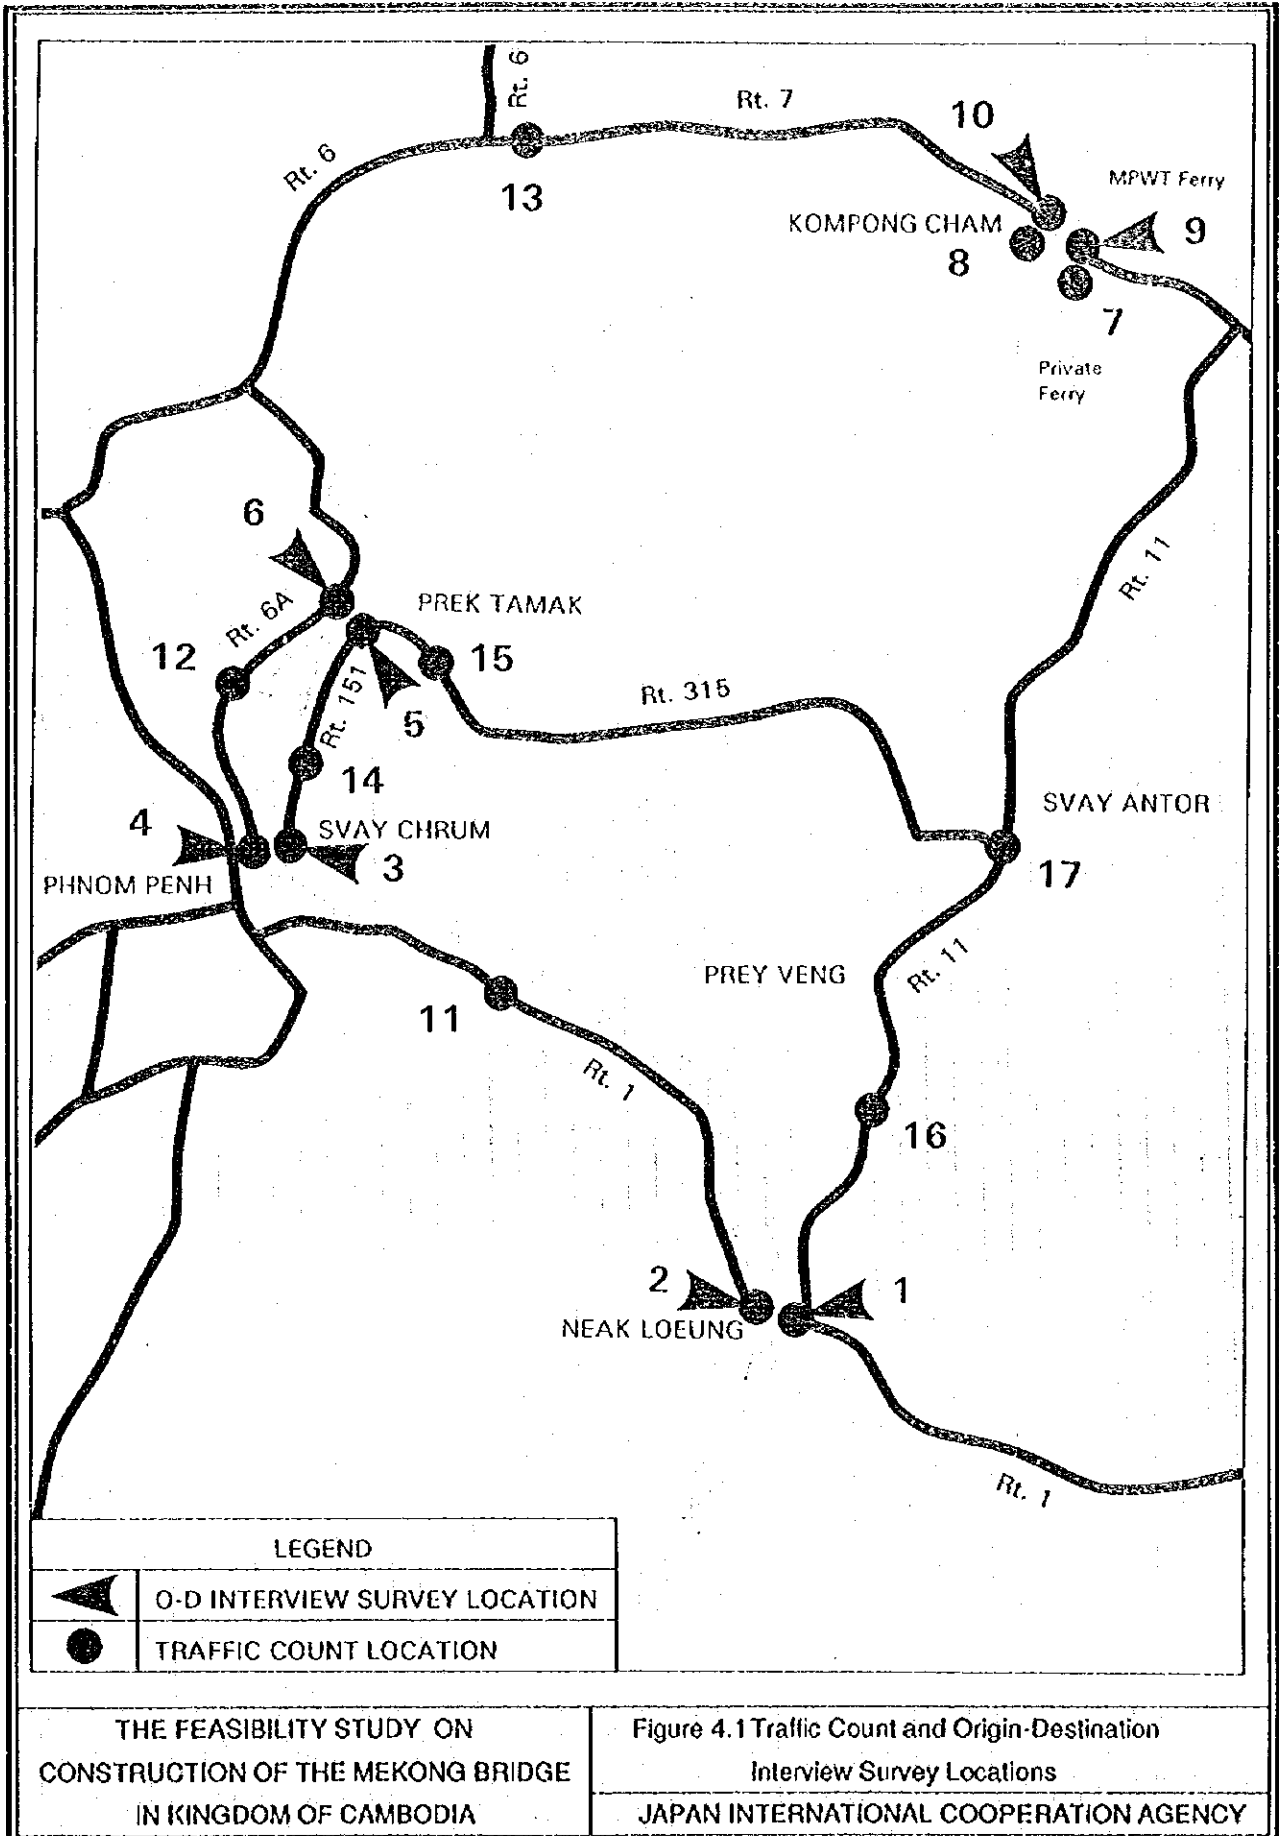 Rt. 6
Rt. 7
10
Rt. 6
13
MPWT Ferry
KOMPONG CHAM
9
8
7
Private
Ferry
6
Rt. 11
Rt. 6A
PREK TAMAK
12
15
Rt. 151
5
Rt. 315
14
SVAY ANTOR
4
SVAY CHRUM
3
17
PHNOM PENH
PREY VENG
Rt. 11
11
Rt. 1
16
2
1
NEAK LOEUNG
Rt. 1
LEGEND
O-D INTERVIEW SURVEY LOCATION
TRAFFIC COUNT LOCATION
THE FEASIBILITY STUDY ON
CONSTRUCTION OF THE MEKONG BRIDGE
IN KINGDOM OF CAMBODIA
Figure 4.1 Traffic Count and Origin-Destination
Interview Survey Locations
JAPAN INTERNATIONAL COOPERATION AGENCY